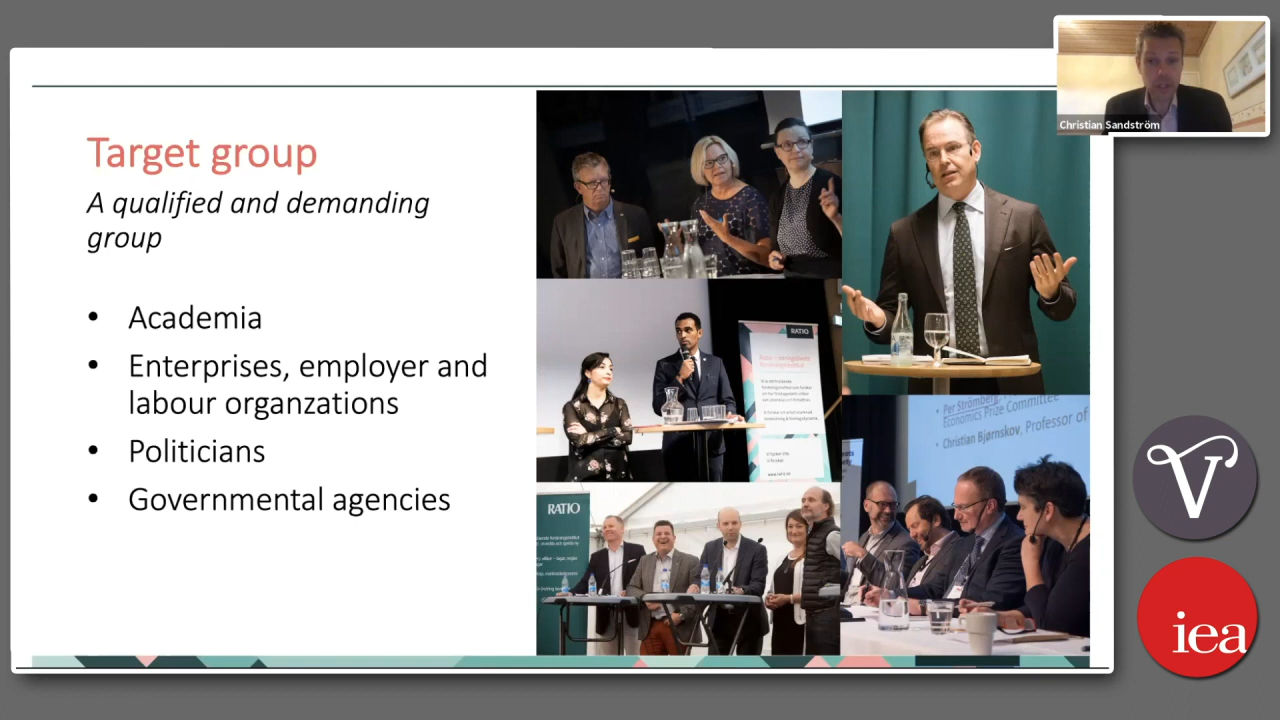 Target group
A qualified and demanding
group
• Academia
• Enterprises, employer and
labour organzations
• Politicians
• Governmental agencies
Christian Sandström
RATIO
RATIO
• Per Strömberg,
Economics Prize Committee
• Christian Bjørnskov, Professor of
V
iea